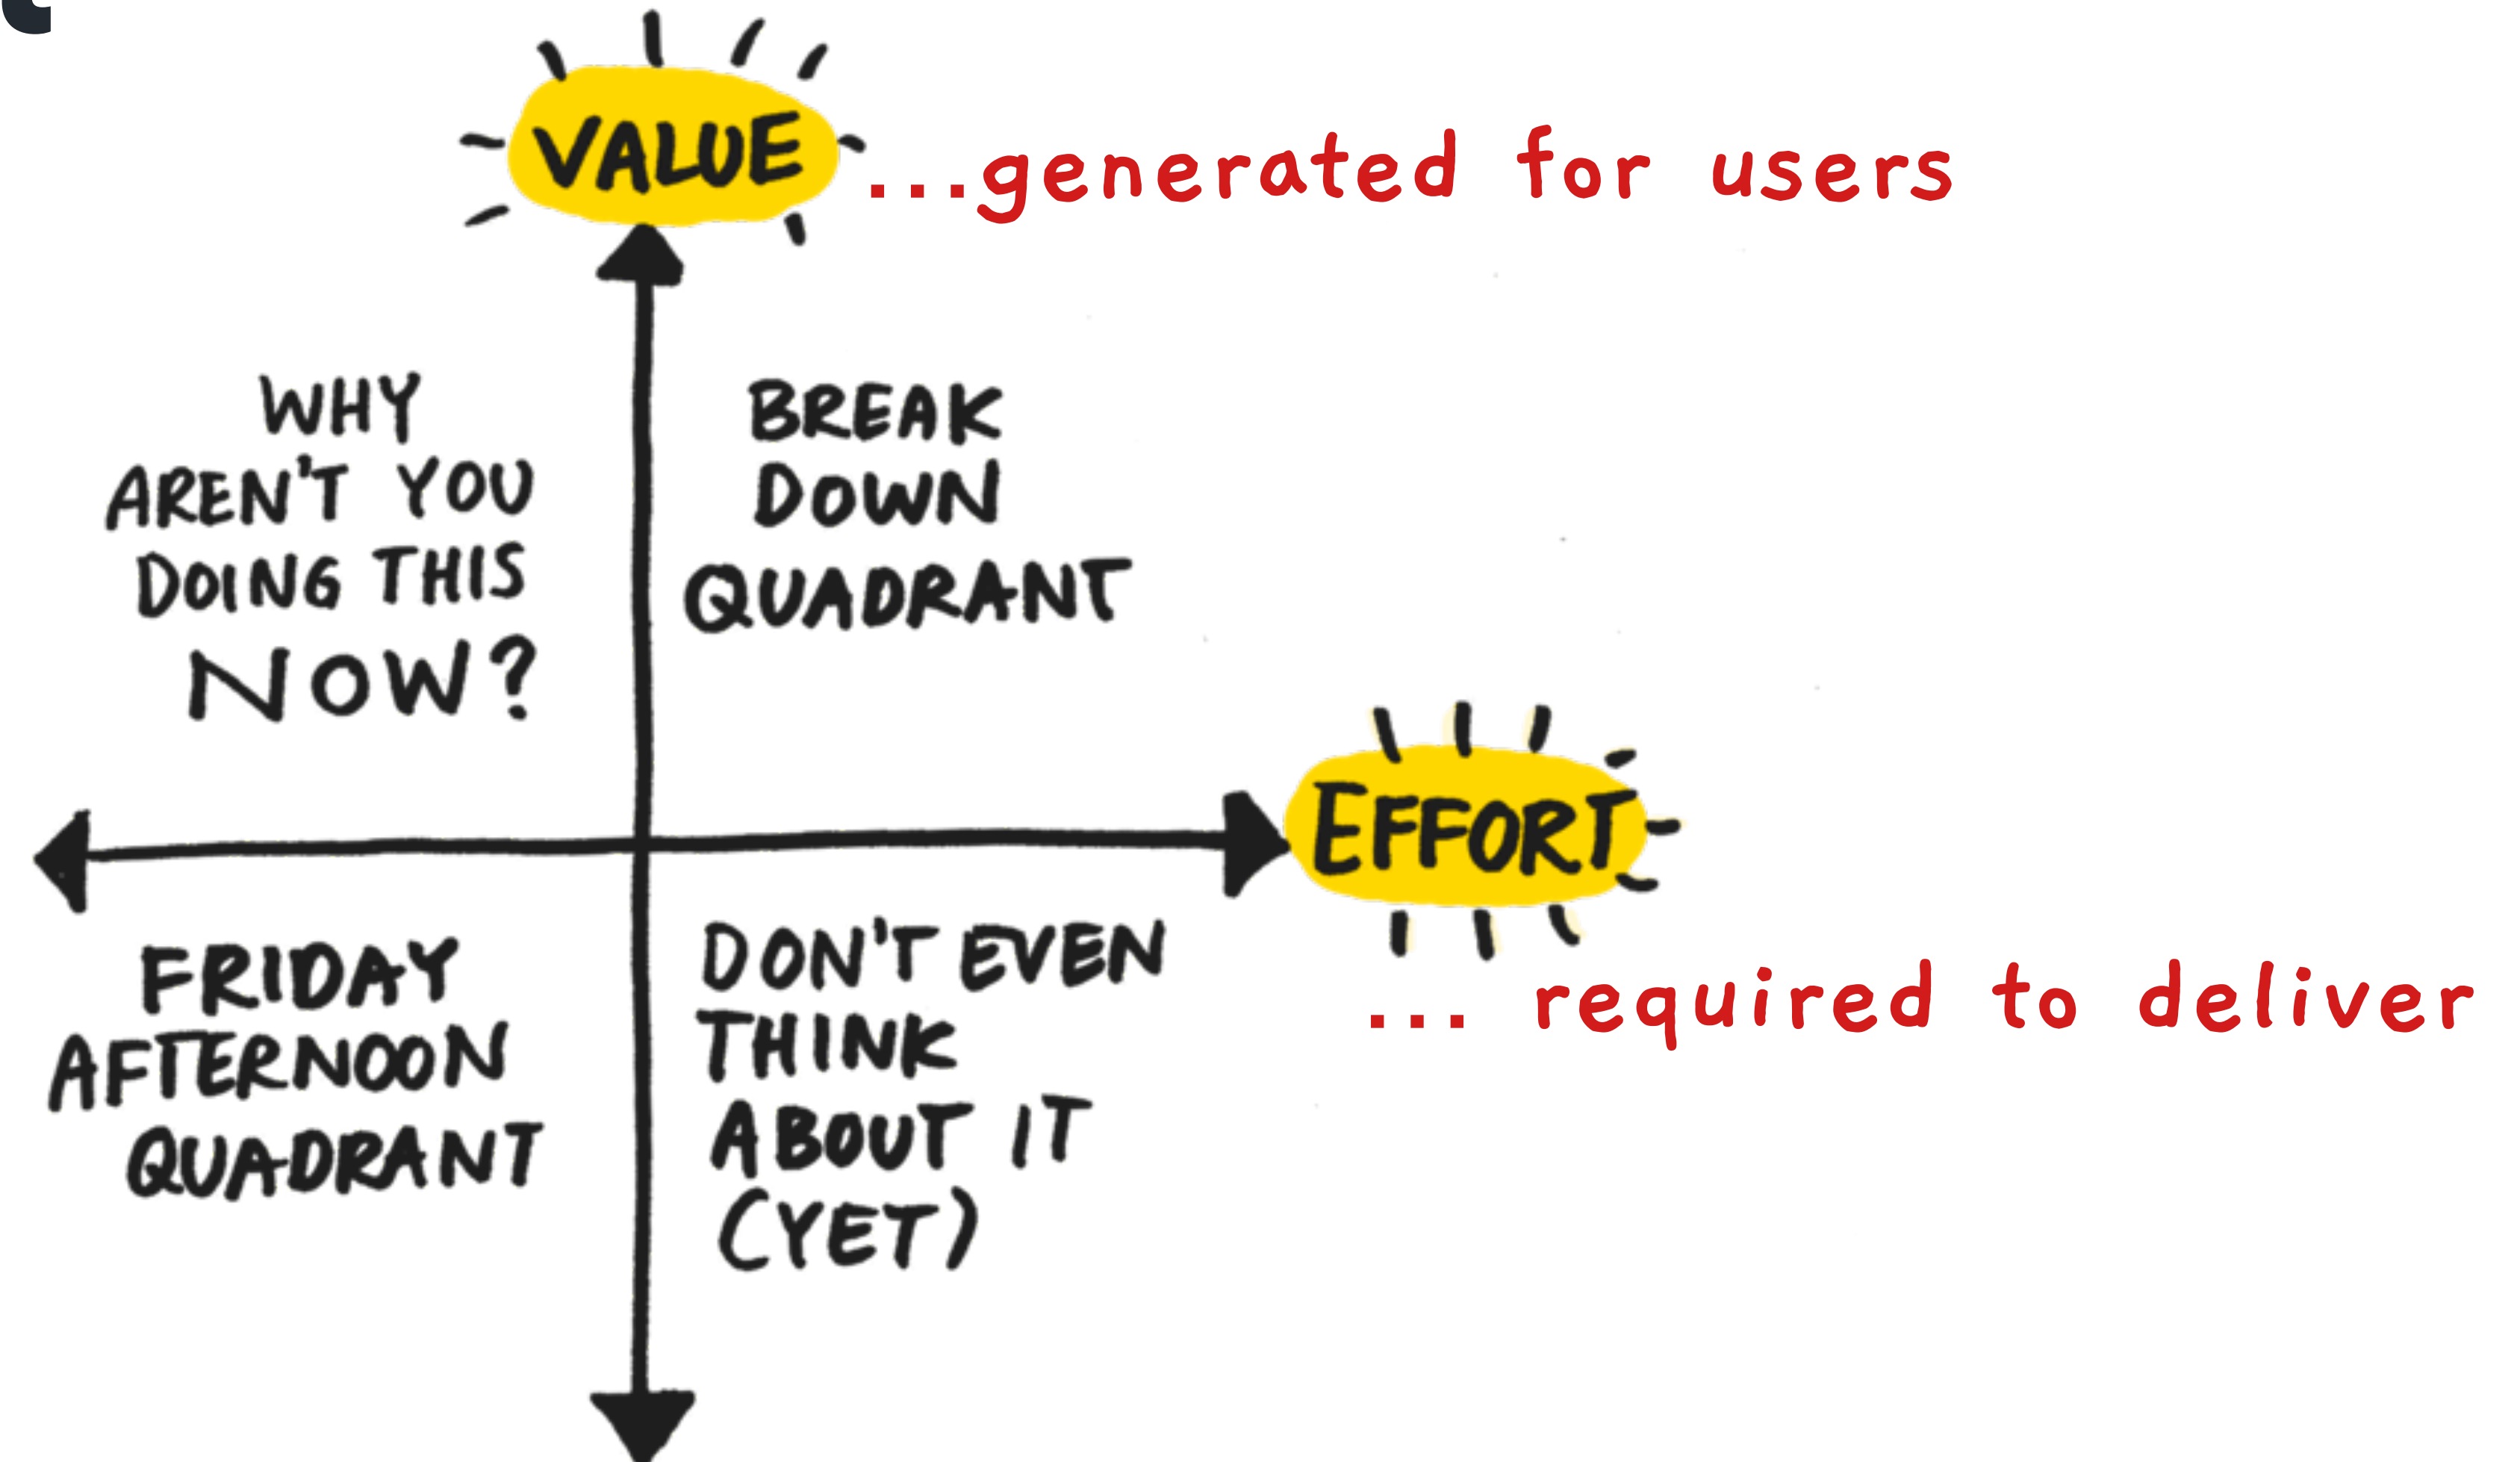 VALUE
...generated for users
WHY
AREN'T YOU
DOING THIS
NOW?
BREAK
DOWN
QUADRANT
EFFORT
... required to deliver
FRIDAY
AFTERNOON
QUADRANT
DON'T EVEN
THINK
ABOUT IT
(YET)